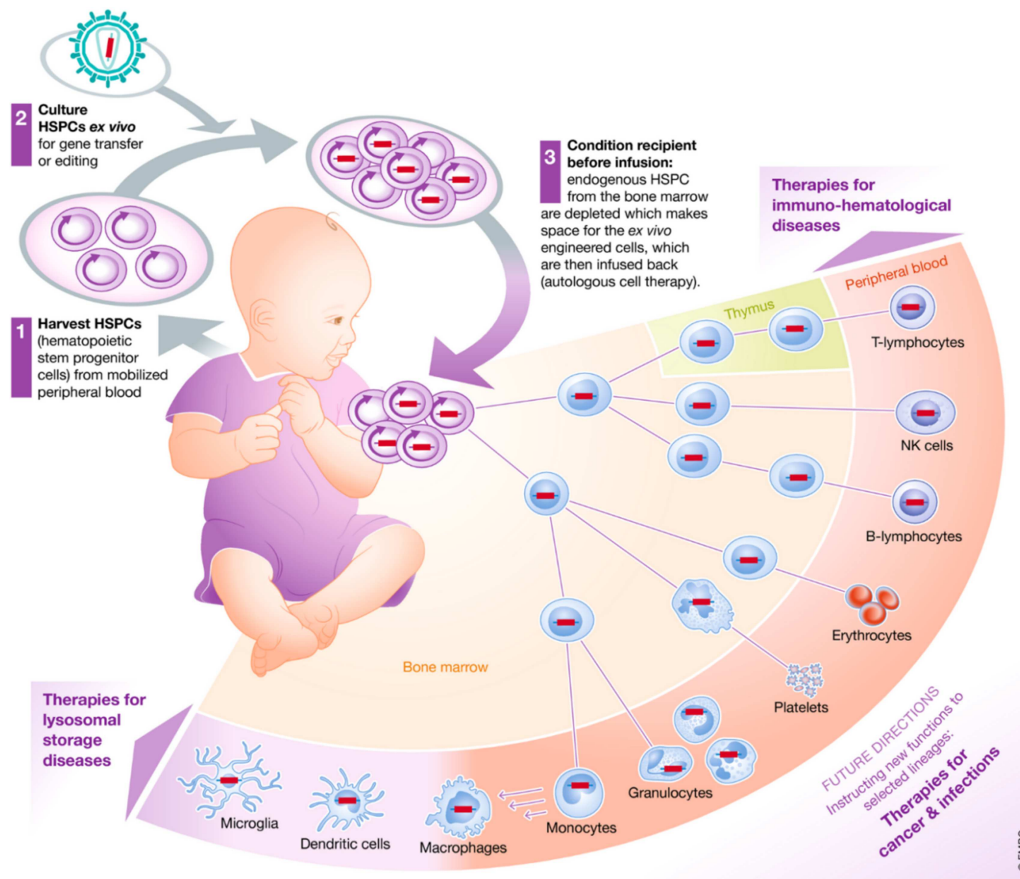 2 Culture
HSPCs ex vivo
for gene transfer
or editing
1 Harvest HSPCs
(hematopoietic
stem progenitor
cells) from mobilized
peripheral blood
3 Condition recipient
before infusion:
endogenous HSPC
from the bone marrow
are depleted which makes
space for the ex vivo
engineered cells, which
are then infused back
(autologous cell therapy).
Therapies for
immuno-hematological
diseases
Peripheral blood
Thymus
T-lymphocytes
NK cells
B-lymphocytes
Erythrocytes
Platelets
Granulocytes
Monocytes
Macrophages
Dendritic cells
Microglia
Bone marrow
Therapies for
lysosomal
storage
diseases
FUTURE DIRECTIONS
Instructing new functions to
selected lineages:
Therapies for
cancer & infections